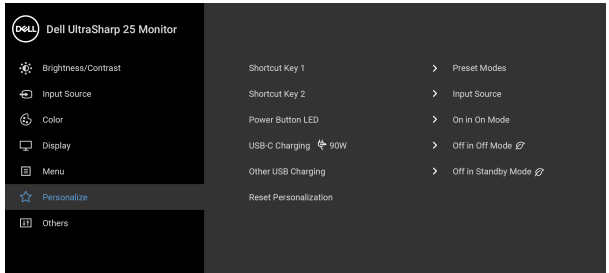 DELL Dell UltraSharp 25 Monitor
Brightness/Contrast
Input Source
Color
Display
Menu
Personalize
Others
Shortcut Key 1 Preset Modes
Shortcut Key 2 Input Source
Power Button LED On in On Mode
USB-C Charging 90W Off in Off Mode
Other USB Charging Off in Standby Mode
Reset Personalization